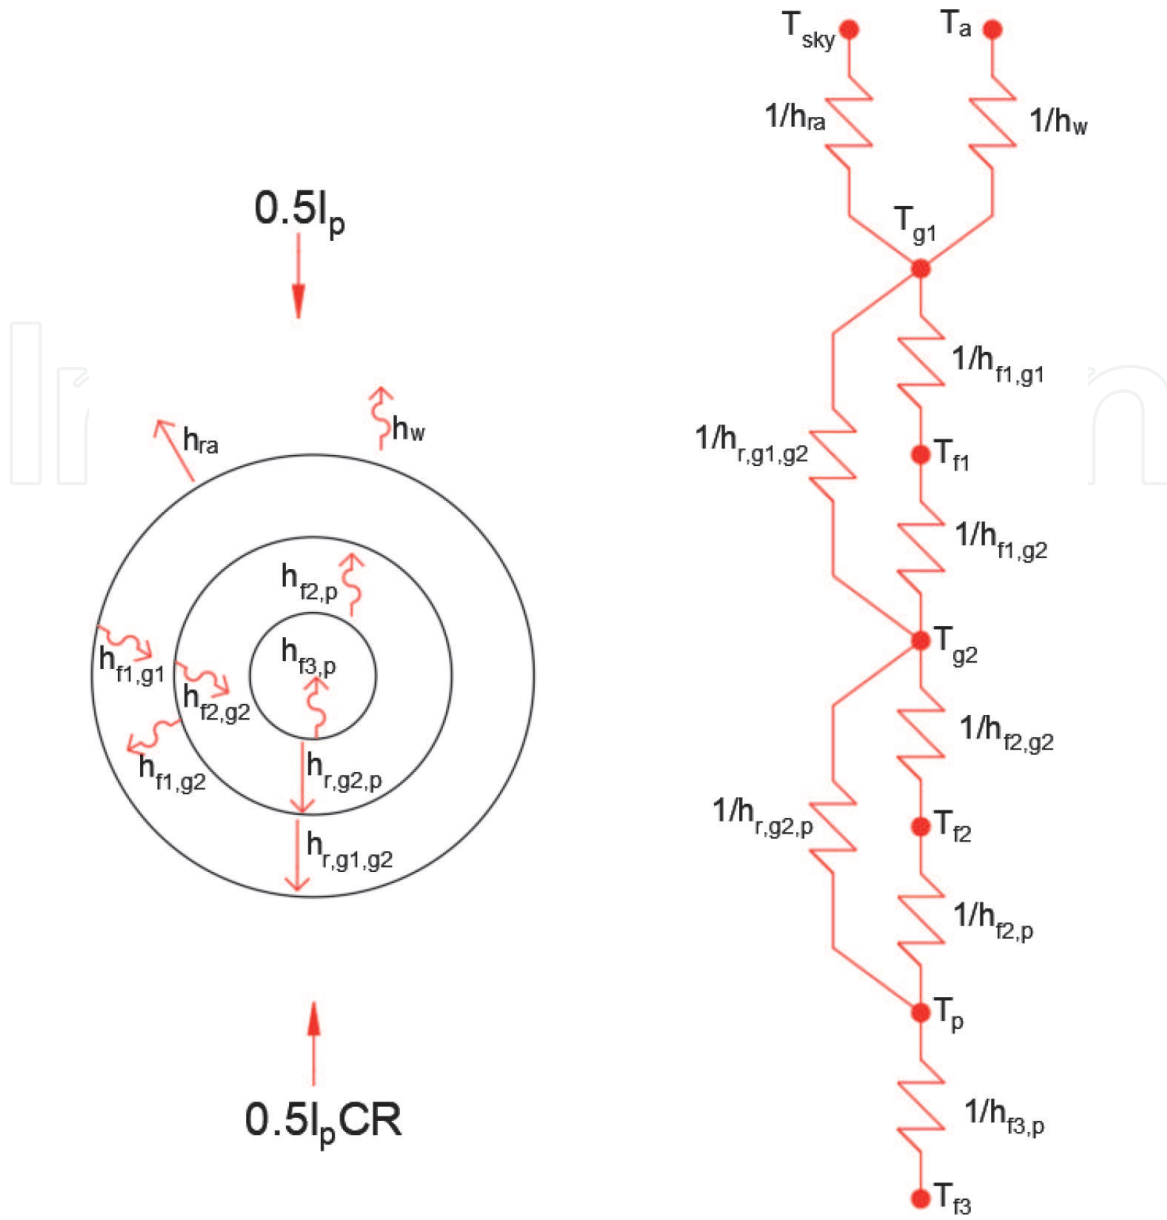 0.5Ip
hra
hw
hf2,p
hf3,p
hf1,g1
hf2,g2
hf1,g2
hr,g2,p
hr,g1,g2
0.5IpCR
Tsky
Ta
1/hra
1/hw
Tg1
1/hf1,g1
1/hr,g1,g2
Tf1
1/hf1,g2
Tg2
1/hf2,g2
1/hr,g2,p
Tf2
1/hf2,p
Tp
1/hf3,p
Tf3